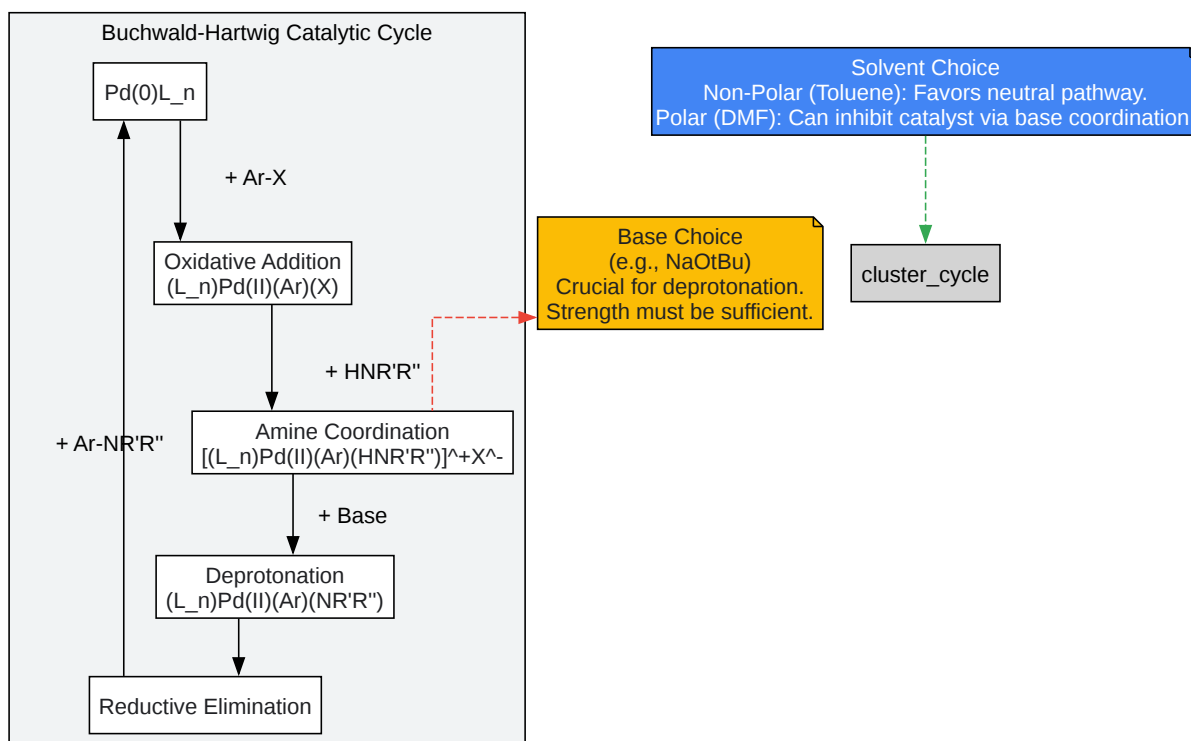 Buchwald-Hartwig Catalytic Cycle
Pd(0)L_n
+ Ar-X
Oxidative Addition
(L_n)Pd(II)(Ar)(X)
+ HNR'R''
Amine Coordination
[(L_n)Pd(II)(Ar)(HNR'R'')]^+X^-
+ Ar-NR'R''
+ Base
Deprotonation
(L_n)Pd(II)(Ar)(NR'R'')
Reductive Elimination
Base Choice
(e.g., NaOtBu)
Crucial for deprotonation.
Strength must be sufficient.
Solvent Choice
Non-Polar (Toluene): Favors neutral pathway.
Polar (DMF): Can inhibit catalyst via base coordination
cluster_cycle